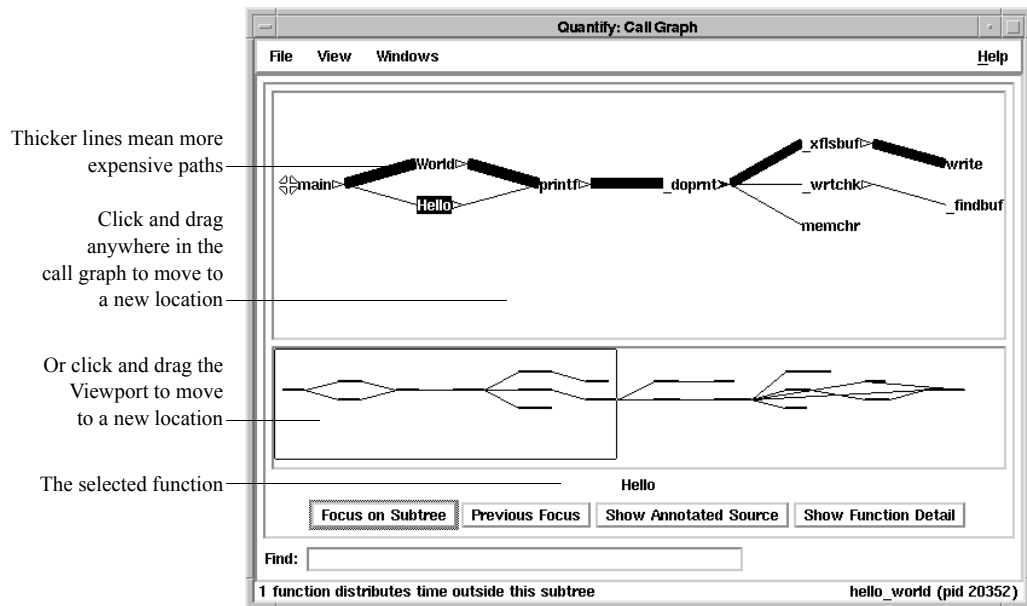 Quantify: Call Graph
File View Windows Help
Thicker lines mean more
expensive paths
Click and drag
anywhere in the
call graph to move to
a new location
Or click and drag the
Viewport to move
to a new location
The selected function
main
World
Hello
printf
_doprnt
_xflsbuf
_wrtchk
memchr
write
_findbuf
Hello
Focus on Subtree Previous Focus Show Annotated Source Show Function Detail
Find:
1 function distributes time outside this subtree hello_world (pid 20352)